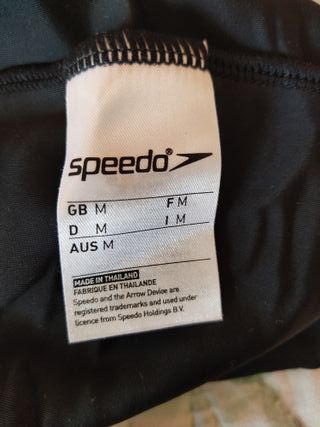 speedo®
GB M F M
D M I M
AUS M
MADE IN THAILAND
FABRIQUE EN THAILANDE
Speedo and the Arrow Device are
registered trademarks and used under
licence from Speedo Holdings B.V.